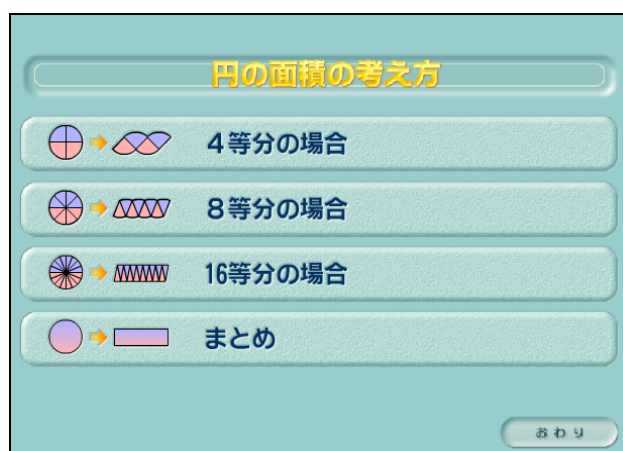 円の面積の考え方
４等分の場合
８等分の場合
16等分の場合
まとめ
おわり